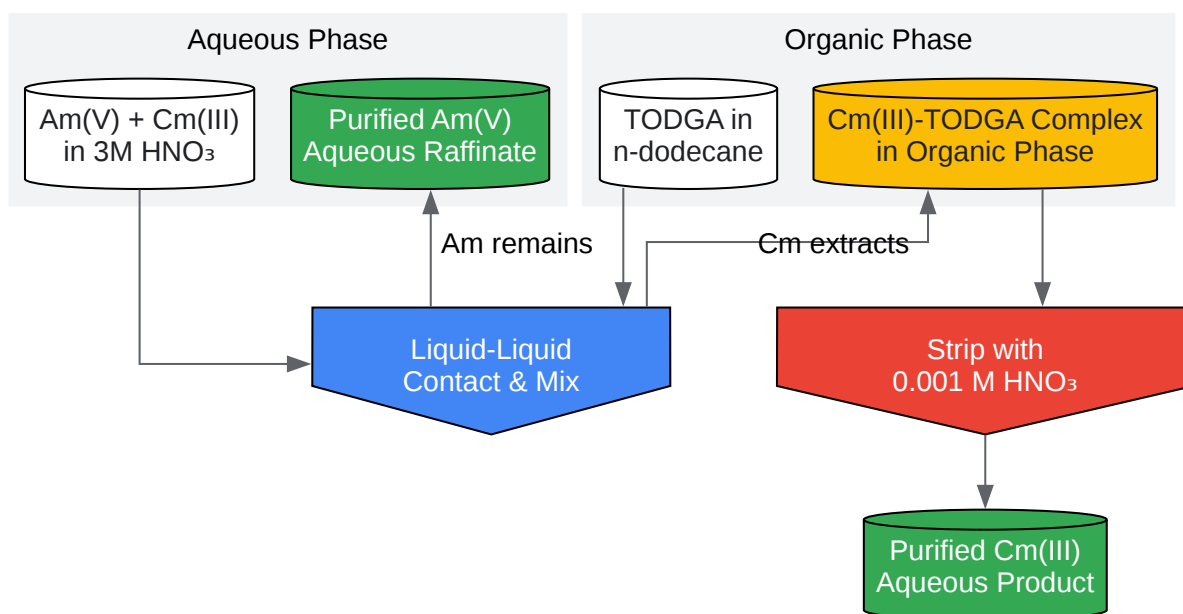 Aqueous Phase
Organic Phase
Am(V) + Cm(III)
in 3M HNO₃
Purified Am(V)
Aqueous Raffinate
TODGA in
n-dodecane
Cm(III)-TODGA Complex
in Organic Phase
Am remains
Cm extracts
Liquid-Liquid
Contact & Mix
Strip with
0.001 M HNO₃
Purified Cm(III)
Aqueous Product